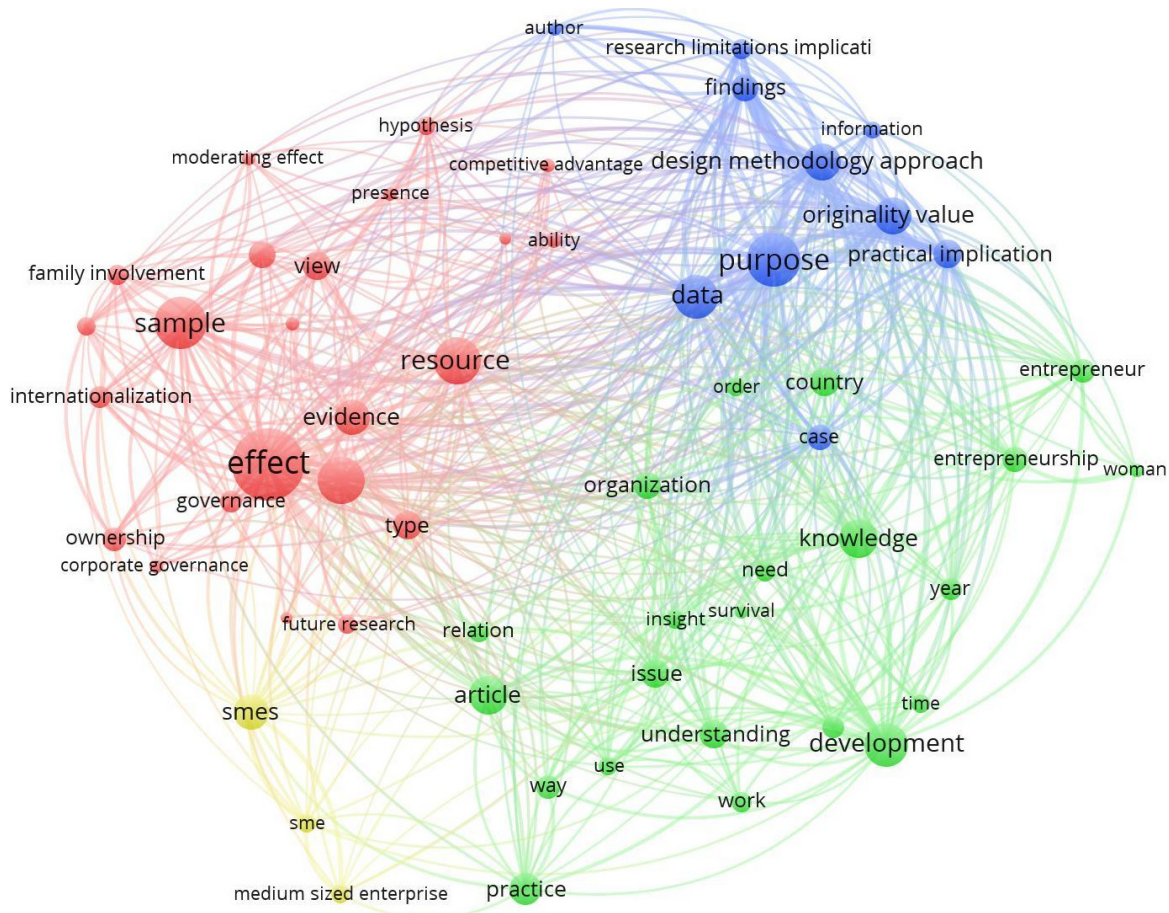 author
research limitations implicati
findings
hypothesis
information
moderating effect
competitive advantage
design methodology approach
presence
originality value
ability
practical implication
family involvement
view
purpose
data
sample
resource
entrepreneur
order
country
internationalization
evidence
case
effect
entrepreneurship
woman
organization
governance
type
ownership
knowledge
corporate governance
need
year
insight
survival
future research
relation
issue
article
time
smes
understanding
development
use
way
work
sme
medium sized enterprise
practice